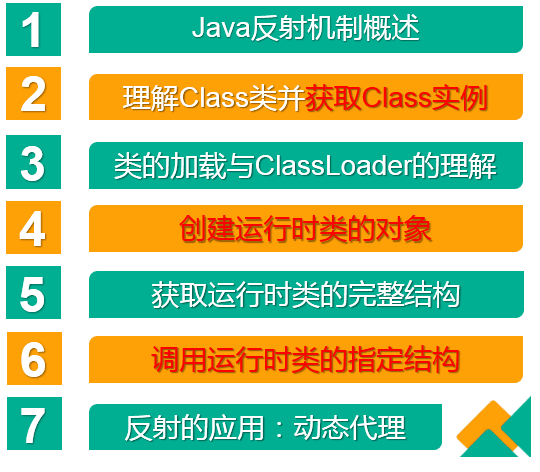 1 Java反射机制概述
2 理解Class类并获取Class实例
3 类的加载与ClassLoader的理解
4 创建运行时类的对象
5 获取运行时类的完整结构
6 调用运行时类的指定结构
7 反射的应用：动态代理